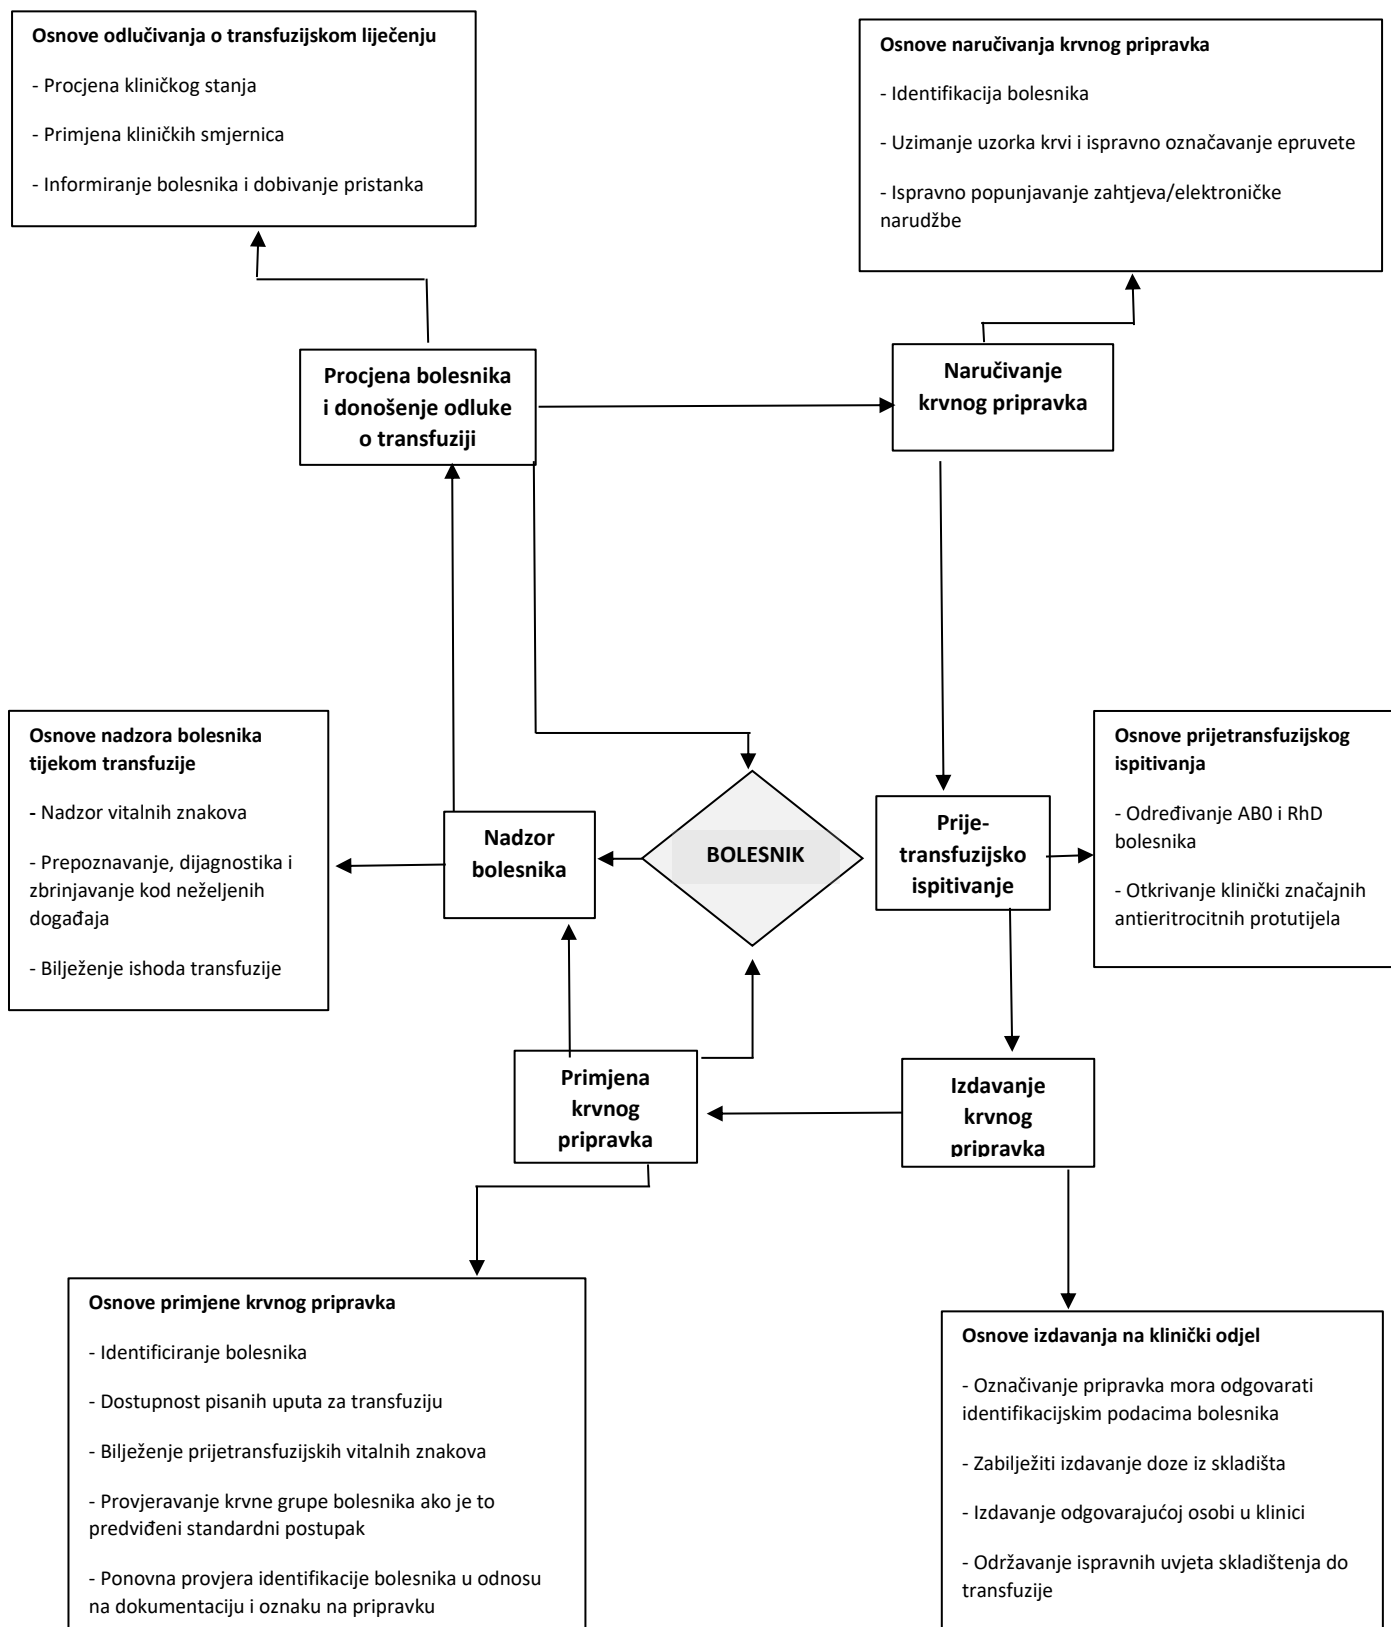 Osnove odlučivanja o transfuzijskom liječenju
- Procjena kliničkog stanja
- Primjena kliničkih smjernica
- Informiranje bolesnika i dobivanje pristanka
Osnove naručivanja krvnog pripravka
- Identifikacija bolesnika
- Uzimanje uzorka krvi i ispravno označavanje epruvete
- Ispravno popunjavanje zahtjeva/elektroničke
narudžbe
Procjena bolesnika
i donošenje odluke
o transfuziji
Naručivanje
krvnog pripravka
Osnove nadzora bolesnika
tijekom transfuzije
- Nadzor vitalnih znakova
- Prepoznavanje, dijagnostika i
zbrinjavanje kod neželjenih
događaja
- Bilježenje ishoda transfuzije
Nadzor
bolesnika
BOLESNIK
Prije-
transfuzijsko
ispitivanje
Osnove prijetransfuzijskog
ispitivanja
- Određivanje AB0 i RhD
bolesnika
- Otkrivanje klinički značajnih
antieritrocitnih protutijela
Primjena
krvnog
pripravka
Izdavanje
krvnog
pripravka
Osnove primjene krvnog pripravka
- Identificiranje bolesnika
- Dostupnost pisanih uputa za transfuziju
- Bilježenje prijetransfuzijskih vitalnih znakova
- Provjeravanje krvne grupe bolesnika ako je to
predviđeni standardni postupak
- Ponovna provjera identifikacije bolesnika u odnosu
na dokumentaciju i oznaku na pripravku
Osnove izdavanja na klinički odjel
- Označivanje pripravka mora odgovarati
identifikacijskim podacima bolesnika
- Zabilježiti izdavanje doze iz skladišta
- Izdavanje odgovarajućoj osobi u klinici
- Održavanje ispravnih uvjeta skladištenja do
transfuzije